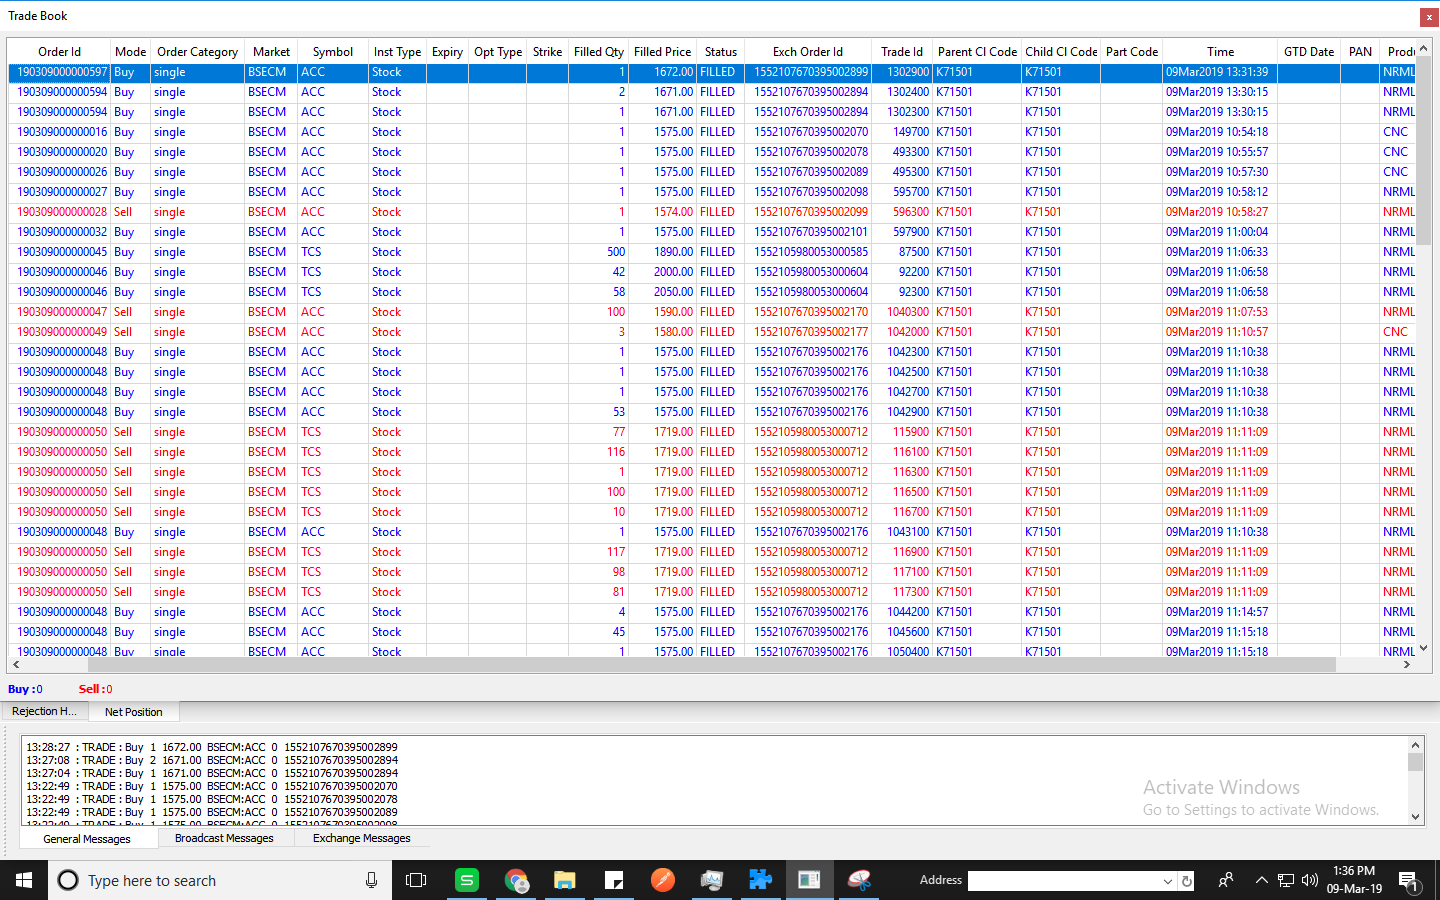 Trade Book
x
Order Id Mode Order Category Market Symbol Inst Type Expiry Opt Type Strike Filled Qty Filled Price Status Exch Order Id Trade Id Parent Cl Code Child Cl Code Part Code Time GTD Date PAN Produ
190309000000597 Buy single BSECM ACC Stock 1 1672.00 FILLED 1552107670395002899 1302900 K71501 K71501 09Mar2019 13:31:39 NRML
190309000000594 Buy single BSECM ACC Stock 2 1671.00 FILLED 1552107670395002894 1302400 K71501 K71501 09Mar2019 13:30:15 NRML
190309000000594 Buy single BSECM ACC Stock 1 1671.00 FILLED 1552107670395002894 1302300 K71501 K71501 09Mar2019 13:30:15 NRML
190309000000016 Buy single BSECM ACC Stock 1 1575.00 FILLED 1552107670395002070 149700 K71501 K71501 09Mar2019 10:54:18 CNC
190309000000020 Buy single BSECM ACC Stock 1 1575.00 FILLED 1552107670395002078 493300 K71501 K71501 09Mar2019 10:55:57 CNC
190309000000026 Buy single BSECM ACC Stock 1 1575.00 FILLED 1552107670395002089 495300 K71501 K71501 09Mar2019 10:57:30 CNC
190309000000027 Buy single BSECM ACC Stock 1 1575.00 FILLED 1552107670395002098 595700 K71501 K71501 09Mar2019 10:58:12 NRML
190309000000028 Sell single BSECM ACC Stock 1 1574.00 FILLED 1552107670395002099 596300 K71501 K71501 09Mar2019 10:58:27 NRML
190309000000032 Buy single BSECM ACC Stock 1 1575.00 FILLED 1552107670395002101 597900 K71501 K71501 09Mar2019 11:00:04 NRML
190309000000045 Buy single BSECM TCS Stock 500 1890.00 FILLED 1552105980053000585 87500 K71501 K71501 09Mar2019 11:06:33 NRML
190309000000046 Buy single BSECM TCS Stock 42 2000.00 FILLED 1552105980053000604 92200 K71501 K71501 09Mar2019 11:06:58 NRML
190309000000046 Buy single BSECM TCS Stock 58 2050.00 FILLED 1552105980053000604 92300 K71501 K71501 09Mar2019 11:06:58 NRML
190309000000047 Sell single BSECM ACC Stock 100 1590.00 FILLED 1552107670395002170 1040300 K71501 K71501 09Mar2019 11:07:53 NRML
190309000000049 Sell single BSECM ACC Stock 3 1580.00 FILLED 1552107670395002177 1042000 K71501 K71501 09Mar2019 11:10:57 CNC
190309000000048 Buy single BSECM ACC Stock 1 1575.00 FILLED 1552107670395002176 1042300 K71501 K71501 09Mar2019 11:10:38 NRML
190309000000048 Buy single BSECM ACC Stock 1 1575.00 FILLED 1552107670395002176 1042500 K71501 K71501 09Mar2019 11:10:38 NRML
190309000000048 Buy single BSECM ACC Stock 1 1575.00 FILLED 1552107670395002176 1042700 K71501 K71501 09Mar2019 11:10:38 NRML
190309000000048 Buy single BSECM ACC Stock 53 1575.00 FILLED 1552107670395002176 1042900 K71501 K71501 09Mar2019 11:10:38 NRML
190309000000050 Sell single BSECM TCS Stock 77 1719.00 FILLED 1552105980053000712 115900 K71501 K71501 09Mar2019 11:11:09 NRML
190309000000050 Sell single BSECM TCS Stock 116 1719.00 FILLED 1552105980053000712 116100 K71501 K71501 09Mar2019 11:11:09 NRML
190309000000050 Sell single BSECM TCS Stock 1 1719.00 FILLED 1552105980053000712 116300 K71501 K71501 09Mar2019 11:11:09 NRML
190309000000050 Sell single BSECM TCS Stock 100 1719.00 FILLED 1552105980053000712 116500 K71501 K71501 09Mar2019 11:11:09 NRML
190309000000050 Sell single BSECM TCS Stock 10 1719.00 FILLED 1552105980053000712 116700 K71501 K71501 09Mar2019 11:11:09 NRML
190309000000048 Buy single BSECM ACC Stock 1 1575.00 FILLED 1552107670395002176 1043100 K71501 K71501 09Mar2019 11:10:38 NRML
190309000000050 Sell single BSECM TCS Stock 117 1719.00 FILLED 1552105980053000712 116900 K71501 K71501 09Mar2019 11:11:09 NRML
190309000000050 Sell single BSECM TCS Stock 98 1719.00 FILLED 1552105980053000712 117100 K71501 K71501 09Mar2019 11:11:09 NRML
190309000000050 Sell single BSECM TCS Stock 81 1719.00 FILLED 1552105980053000712 117300 K71501 K71501 09Mar2019 11:11:09 NRML
190309000000048 Buy single BSECM ACC Stock 4 1575.00 FILLED 1552107670395002176 1044200 K71501 K71501 09Mar2019 11:14:57 NRML
190309000000048 Buy single BSECM ACC Stock 45 1575.00 FILLED 1552107670395002176 1045600 K71501 K71501 09Mar2019 11:15:18 NRML
190309000000048 Buy single BSECM ACC Stock 1 1575.00 FILLED 1552107670395002176 1050400 K71501 K71501 09Mar2019 11:15:18 NRML
Buy :0 Sell :0
Rejection H... Net Position
13:28:27 : TRADE : Buy 1 1672.00 BSECM:ACC 0 1552107670395002899
13:27:08 : TRADE : Buy 2 1671.00 BSECM:ACC 0 1552107670395002894
13:27:04 : TRADE : Buy 1 1671.00 BSECM:ACC 0 1552107670395002894
13:22:49 : TRADE : Buy 1 1575.00 BSECM:ACC 0 1552107670395002070
13:22:49 : TRADE : Buy 1 1575.00 BSECM:ACC 0 1552107670395002078
13:22:49 : TRADE : Buy 1 1575.00 BSECM:ACC 0 1552107670395002089
13:22:49 : TRADE : Buy 1 1575.00 BSECM:ACC 0 1552107670395002098
Activate Windows
Go to Settings to activate Windows.
General Messages Broadcast Messages Exchange Messages
Type here to search
S
Address
1:36 PM
09-Mar-19
1